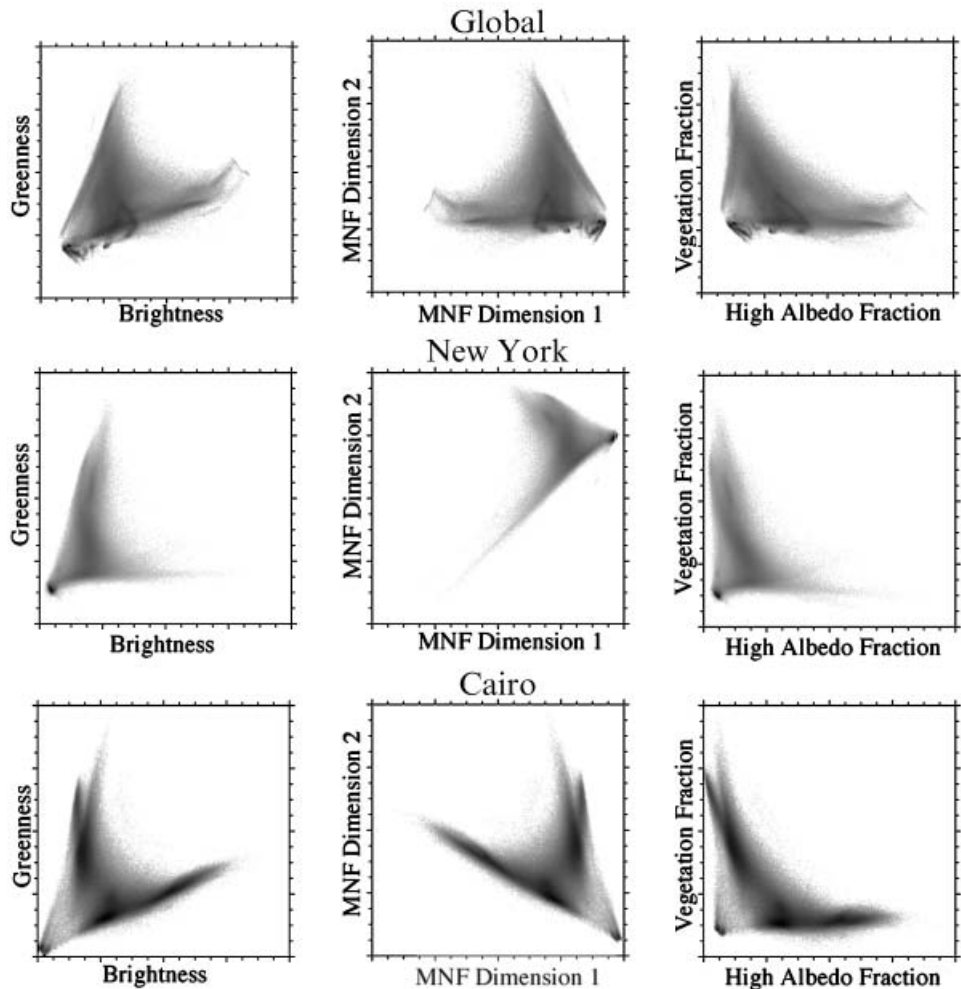 Global
Greenness
Brightness
MNF Dimension 2
MNF Dimension 1
Vegetation Fraction
High Albedo Fraction
New York
Greenness
Brightness
MNF Dimension 2
MNF Dimension 1
Vegetation Fraction
High Albedo Fraction
Cairo
Greenness
Brightness
MNF Dimension 2
MNF Dimension 1
Vegetation Fraction
High Albedo Fraction